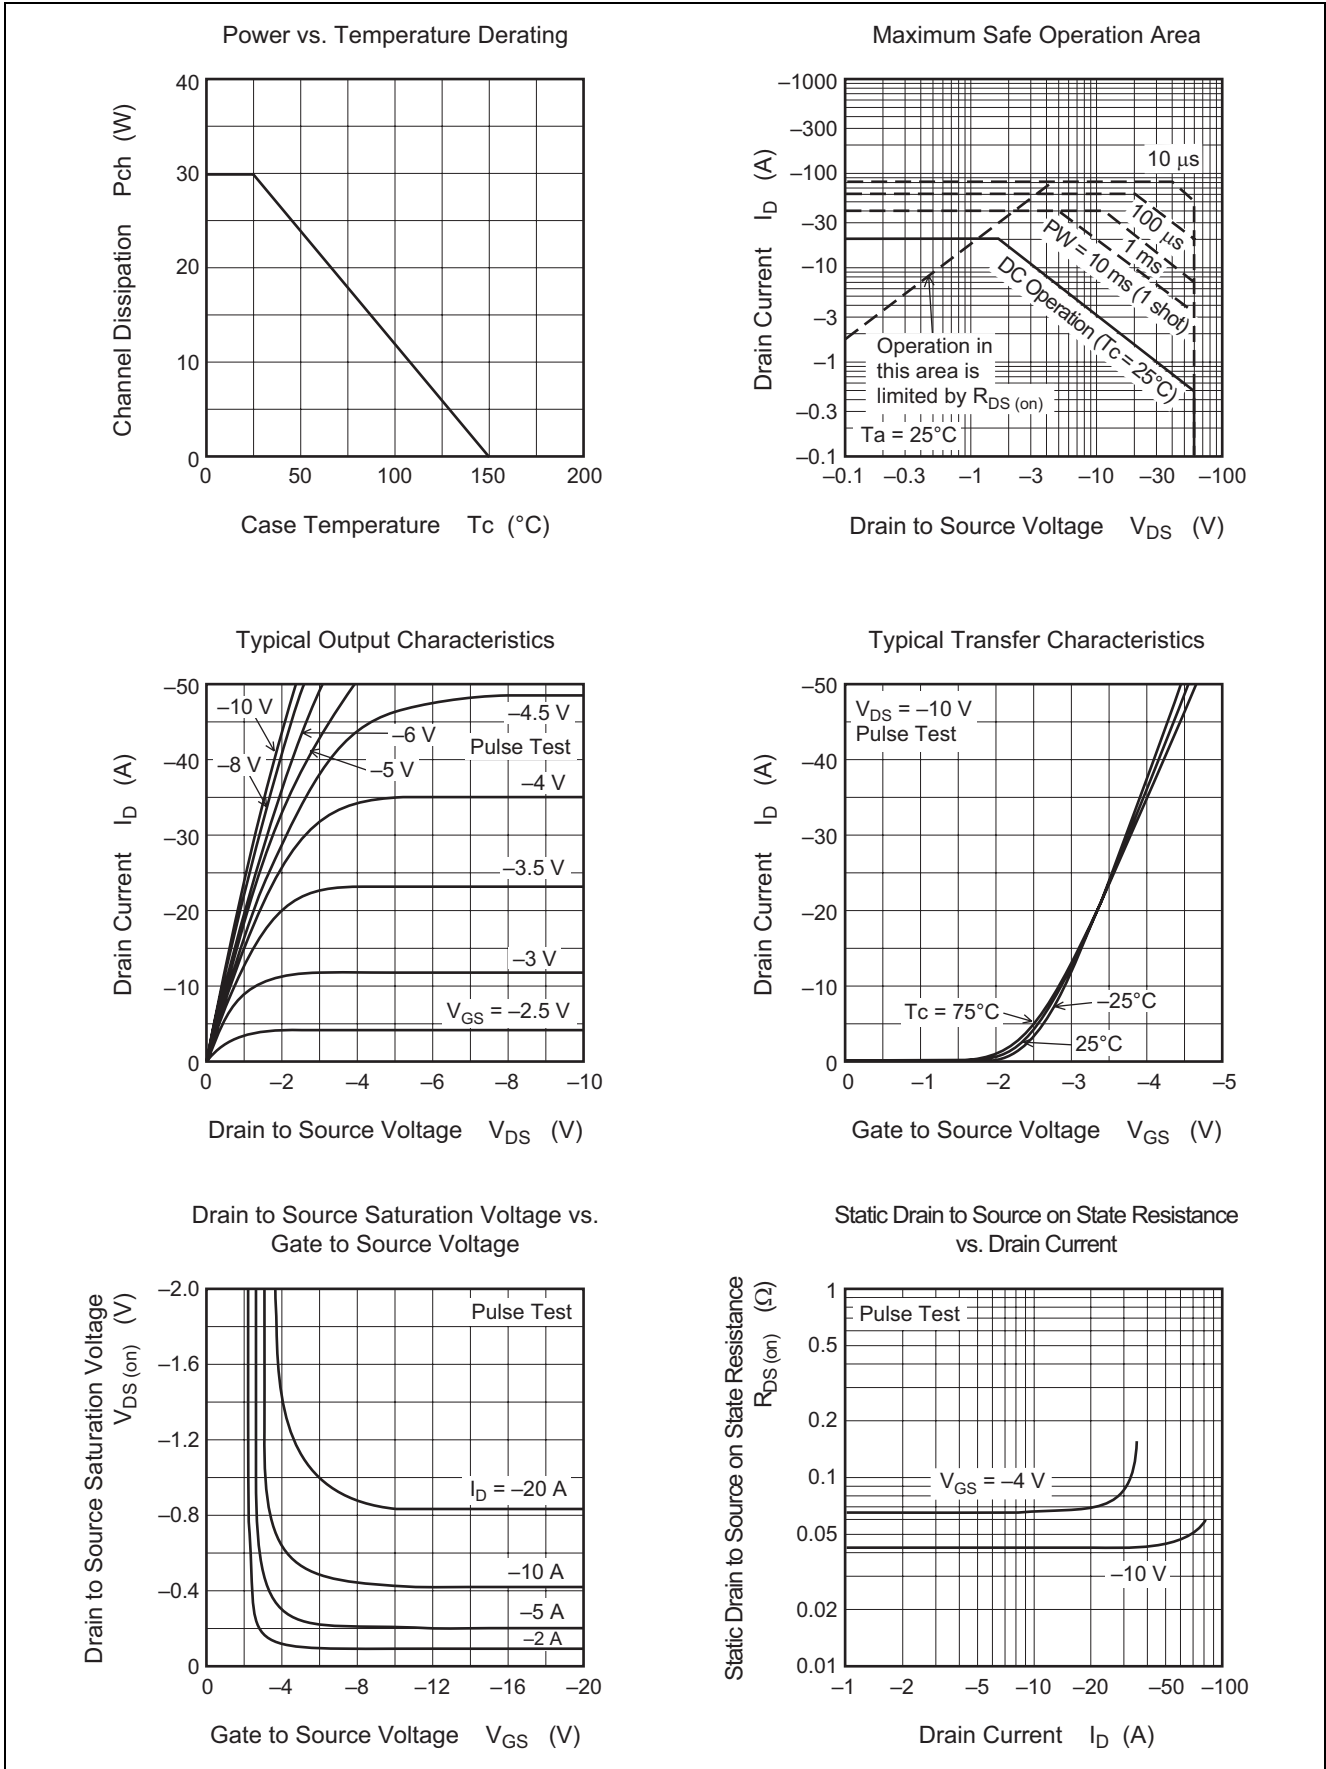 Power vs. Temperature Derating
40
30
20
10
0
0 50 100 150 200
Channel Dissipation Pch (W)
Case Temperature Tc (°C)
Maximum Safe Operation Area
–1000
–300
–100
–30
–10
–3
–1
–0.3
–0.1
–0.1 –0.3 –1 –3 –10 –30 –100
Drain Current I_D (A)
Drain to Source Voltage V_DS (V)
10 μs
100 μs
1 ms
PW = 10 ms (1 shot)
DC Operation (Tc = 25°C)
Operation in
this area is
limited by R_DS (on)
Ta = 25°C
Typical Output Characteristics
–50
–40
–30
–20
–10
0
0 –2 –4 –6 –8 –10
Drain Current I_D (A)
Drain to Source Voltage V_DS (V)
–10 V
–8 V
–6 V
–5 V
–4.5 V
Pulse Test
–4 V
–3.5 V
–3 V
V_GS = –2.5 V
Typical Transfer Characteristics
–50
–40
–30
–20
–10
0
0 –1 –2 –3 –4 –5
Drain Current I_D (A)
Gate to Source Voltage V_GS (V)
V_DS = –10 V
Pulse Test
Tc = 75°C
–25°C
25°C
Drain to Source Saturation Voltage vs.
Gate to Source Voltage
–2.0
–1.6
–1.2
–0.8
–0.4
0
0 –4 –8 –12 –16 –20
Drain to Source Saturation Voltage
V_DS (on) (V)
Gate to Source Voltage V_GS (V)
Pulse Test
I_D = –20 A
–10 A
–5 A
–2 A
Static Drain to Source on State Resistance
vs. Drain Current
1
0.5
0.2
0.1
0.05
0.02
0.01
–1 –2 –5 –10 –20 –50 –100
Static Drain to Source on State Resistance
R_DS (on) (Ω)
Drain Current I_D (A)
Pulse Test
V_GS = –4 V
–10 V